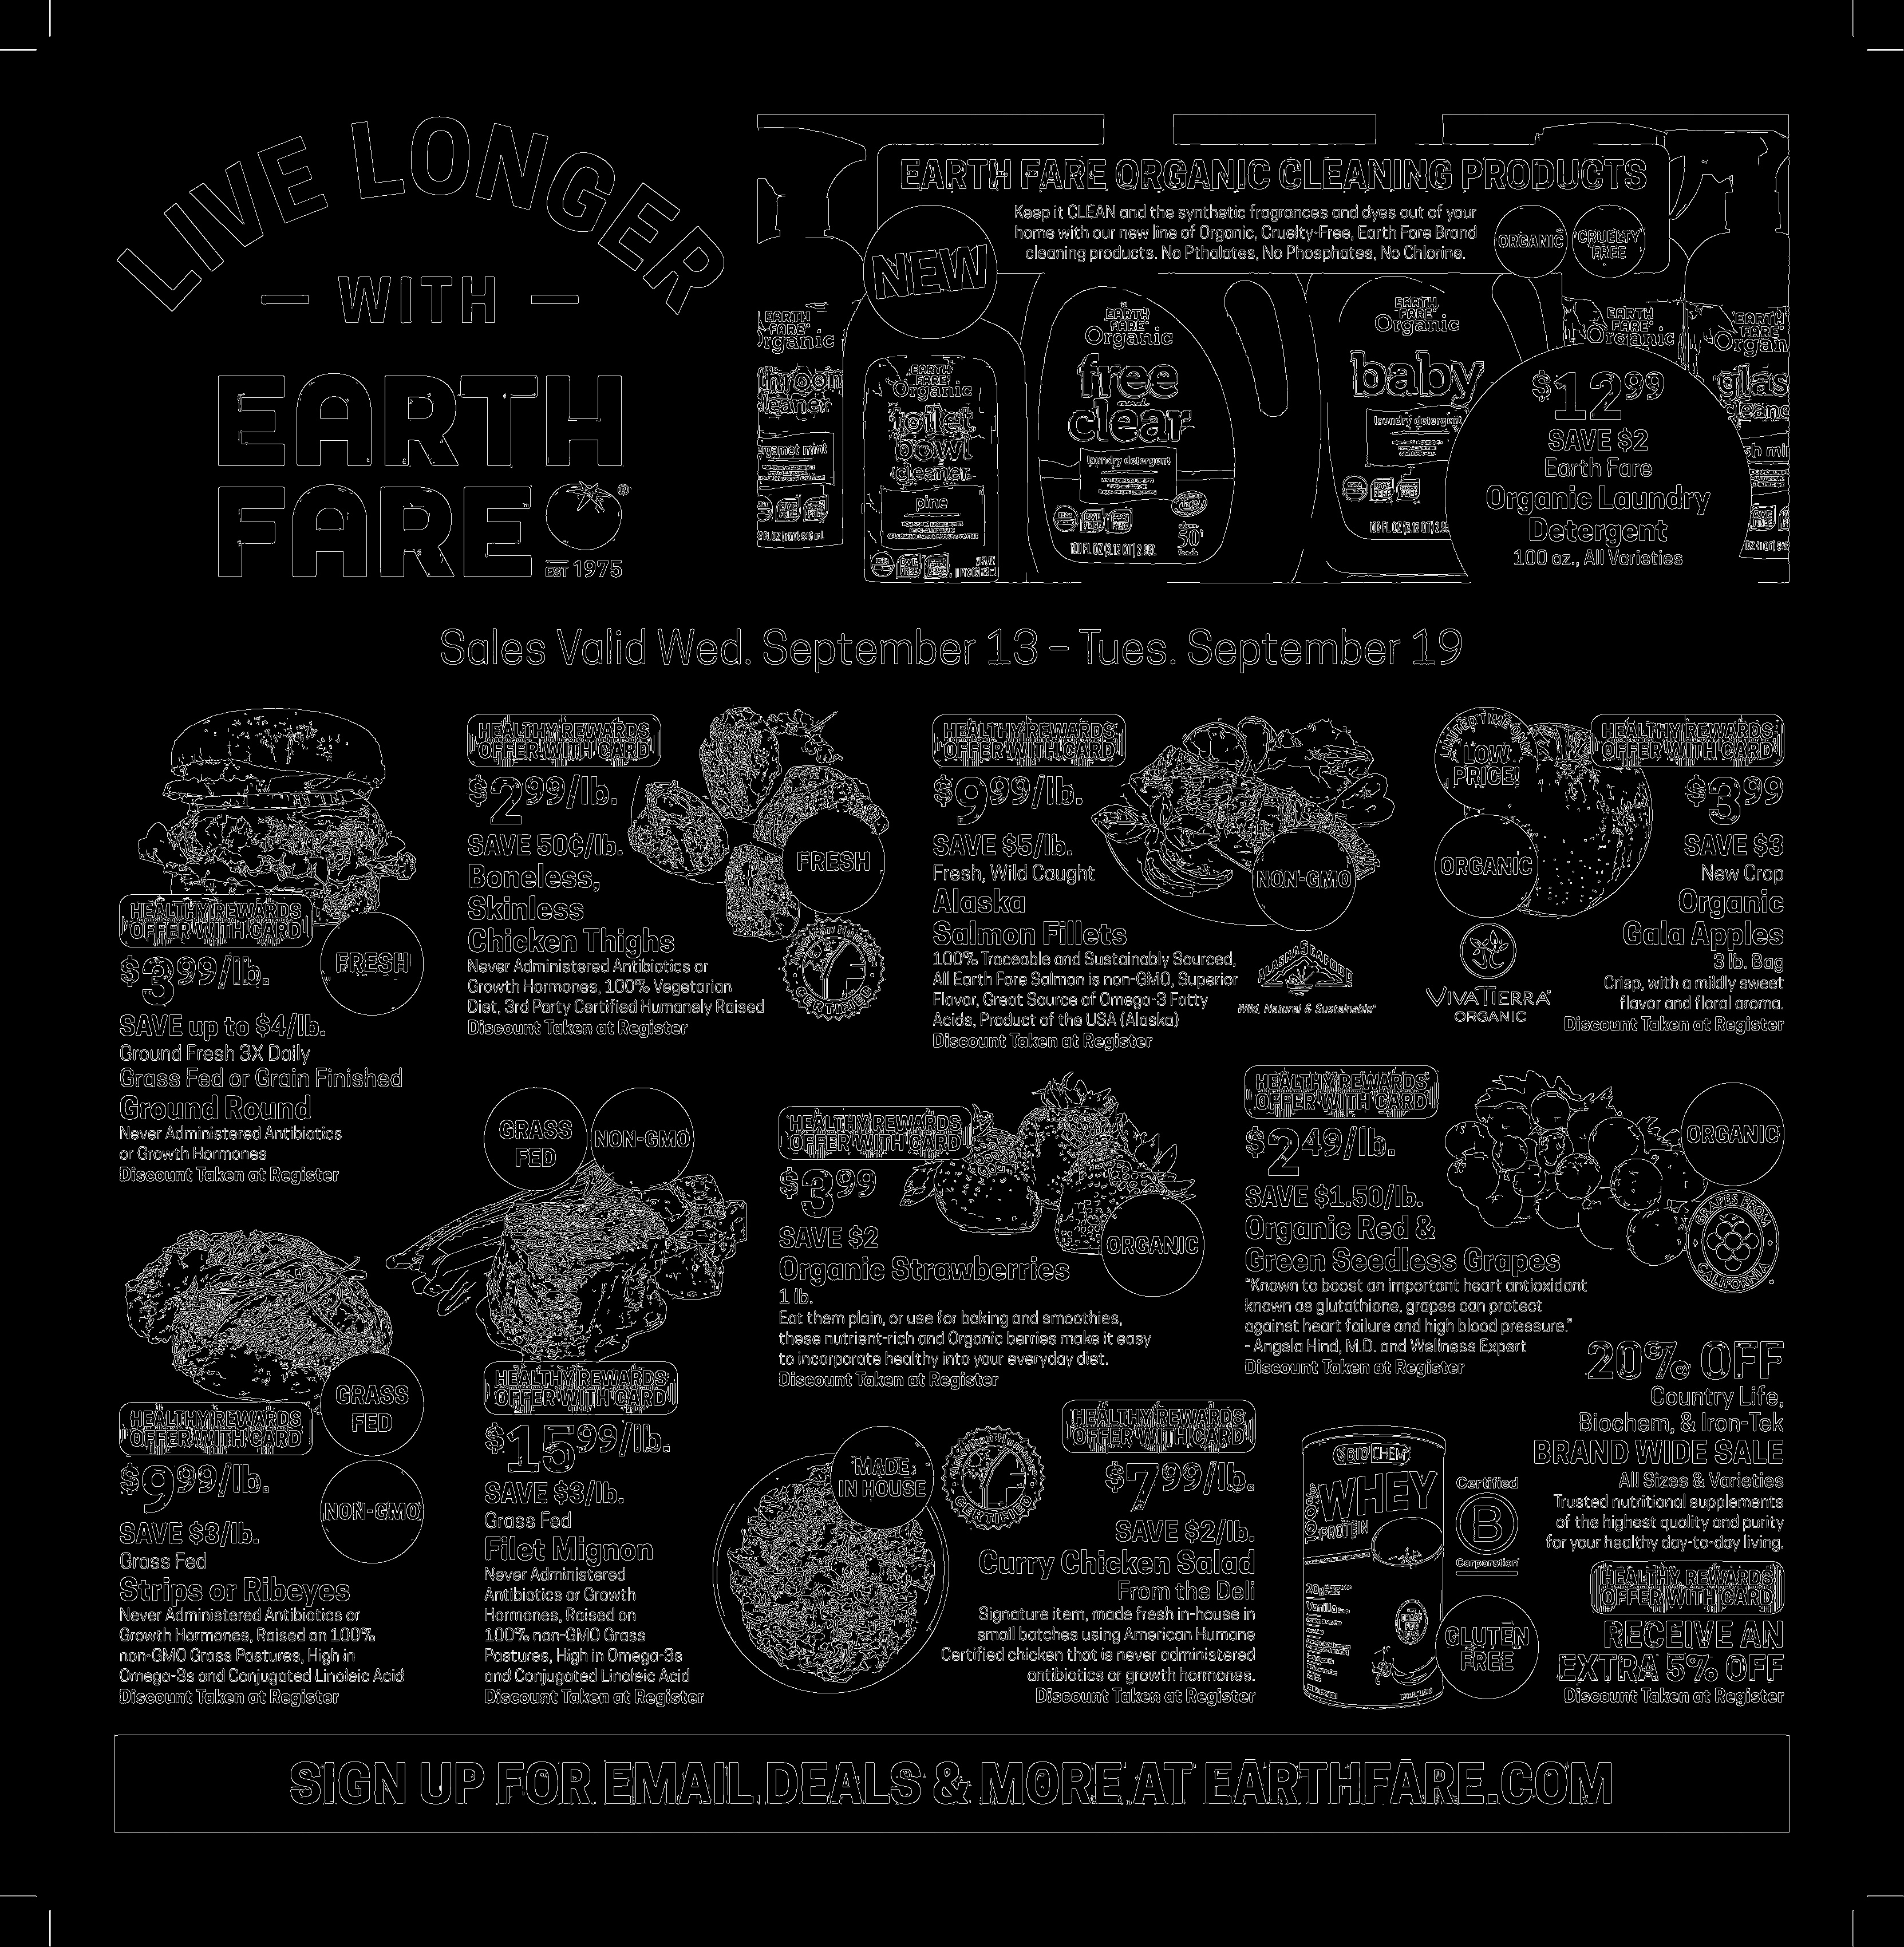 LIVE LONGER
WITH
EARTH
FARE®
EST 1975
EARTH FARE ORGANIC CLEANING PRODUCTS
Keep it CLEAN and the synthetic fragrances and dyes out of your
home with our new line of Organic, Cruelty-Free, Earth Fare Brand
cleaning products. No Pthalates, No Phosphates, No Chlorine.
ORGANIC
CRUELTY
FREE
NEW
EARTH
FARE
Organic
toilet
bowl
cleaner
pine
EARTH
FARE
Organic
free
and
clear
laundry detergent
100 FL OZ (3.12 QT) 2.95L
50
EARTH
FARE
Organic
baby
laundry detergent
$12.99
SAVE $2
Earth Fare
Organic Laundry
Detergent
100 oz., All Varieties
Sales Valid Wed. September 13 – Tues. September 19
HEALTHY REWARDS
OFFER WITH CARD
FRESH
$3.99/lb.
SAVE up to $4/lb.
Ground Fresh 3X Daily
Grass Fed or Grain Finished
Ground Round
Never Administered Antibiotics
or Growth Hormones
Discount Taken at Register
HEALTHY REWARDS
OFFER WITH CARD
$2.99/lb.
SAVE 50¢/lb.
Boneless,
Skinless
Chicken Thighs
Never Administered Antibiotics or
Growth Hormones, 100% Vegetarian
Diet, 3rd Party Certified Humanely Raised
Discount Taken at Register
FRESH
American Humane
CERTIFIED
HEALTHY REWARDS
OFFER WITH CARD
$9.99/lb.
SAVE $5/lb.
Fresh, Wild Caught
Alaska
Salmon Fillets
100% Traceable and Sustainably Sourced,
All Earth Fare Salmon is non-GMO, Superior
Flavor, Great Source of Omega-3 Fatty
Acids, Product of the USA (Alaska)
Discount Taken at Register
NON-GMO
ALASKA SEAFOOD
Wild, Natural & Sustainable®
LIMITED TIME ONLY
LOW
PRICE!
ORGANIC
VIVATIERRA
ORGANIC
HEALTHY REWARDS
OFFER WITH CARD
$3.99
SAVE $3
New Crop
Organic
Gala Apples
3 lb. Bag
Crisp, with a mildly sweet
flavor and floral aroma.
Discount Taken at Register
GRASS
FED
HEALTHY REWARDS
OFFER WITH CARD
$9.99/lb.
NON-GMO
SAVE $3/lb.
Grass Fed
Strips or Ribeyes
Never Administered Antibiotics or
Growth Hormones, Raised on 100%
non-GMO Grass Pastures, High in
Omega-3s and Conjugated Linoleic Acid
Discount Taken at Register
GRASS
FED
NON-GMO
HEALTHY REWARDS
OFFER WITH CARD
$15.99/lb.
SAVE $3/lb.
Grass Fed
Filet Mignon
Never Administered
Antibiotics or Growth
Hormones, Raised on
100% non-GMO Grass
Pastures, High in Omega-3s
and Conjugated Linoleic Acid
Discount Taken at Register
HEALTHY REWARDS
OFFER WITH CARD
$3.99
SAVE $2
Organic Strawberries
1 lb.
Eat them plain, or use for baking and smoothies,
these nutrient-rich and Organic berries make it easy
to incorporate healthy into your everyday diet.
Discount Taken at Register
ORGANIC
HEALTHY REWARDS
OFFER WITH CARD
$2.49/lb.
SAVE $1.50/lb.
Organic Red &
Green Seedless Grapes
"Known to boost an important heart antioxidant
known as glutathione, grapes can protect
against heart failure and high blood pressure."
- Angela Hind, M.D. and Wellness Expert
Discount Taken at Register
ORGANIC
GRAPES FROM
CALIFORNIA
MADE
IN HOUSE
American Humane
CERTIFIED
HEALTHY REWARDS
OFFER WITH CARD
$7.99/lb.
SAVE $2/lb.
Curry Chicken Salad
From the Deli
Signature item, made fresh in-house in
small batches using American Humane
Certified chicken that is never administered
antibiotics or growth hormones.
Discount Taken at Register
BIOCHEM
100%
WHEY
PROTEIN
Vanilla
Certified
B
Corporation
GLUTEN
FREE
20% OFF
Country Life,
Biochem, & Iron-Tek
BRAND WIDE SALE
All Sizes & Varieties
Trusted nutritional supplements
of the highest quality and purity
for your healthy day-to-day living.
HEALTHY REWARDS
OFFER WITH CARD
RECEIVE AN
EXTRA 5% OFF
Discount Taken at Register
SIGN UP FOR EMAIL DEALS & MORE AT EARTHFARE.COM